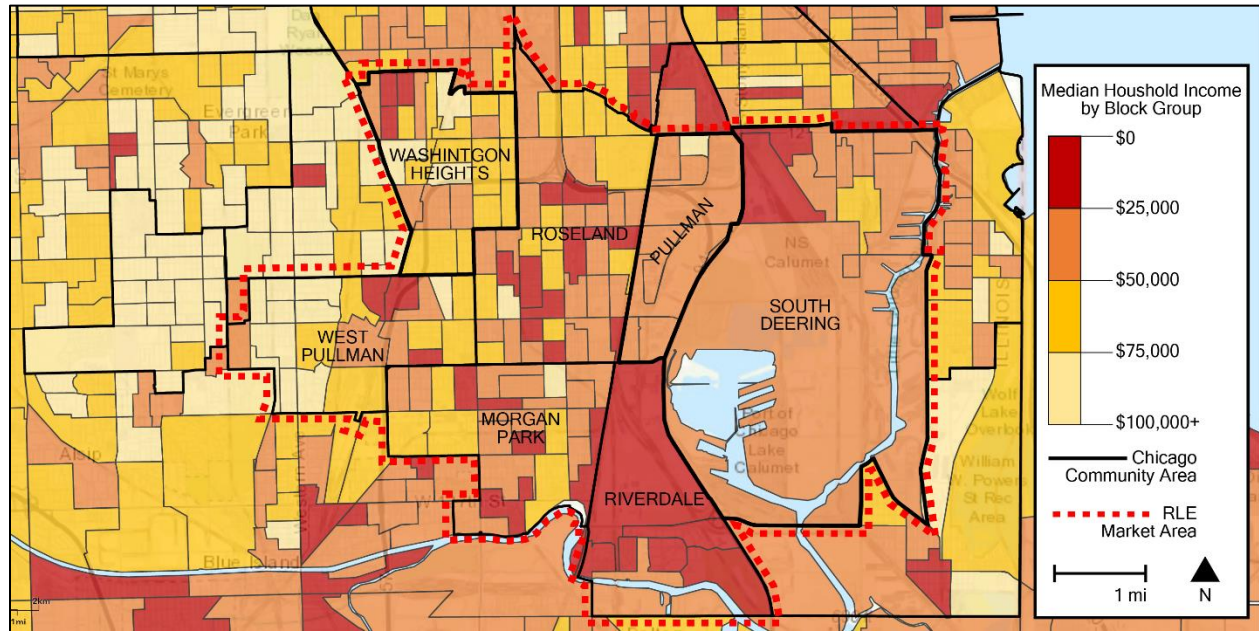 St Marys
Cemetery
Evergreen
Park
WASHINTGON
HEIGHTS
ROSELAND
PULLMAN
NS
Calumet
SOUTH
DEERING
WEST
PULLMAN
MORGAN
PARK
Port of
Chicago
Lake
Calumet
RIVERDALE
Alsip
Blue Island
ILLINOIS
Wolf
Lake
Overlook
William
W. Powers
St Rec
Area
2km
1mi
Median Houshold Income
by Block Group
$0
$25,000
$50,000
$75,000
$100,000+
Chicago
Community Area
RLE
Market Area
1 mi
N